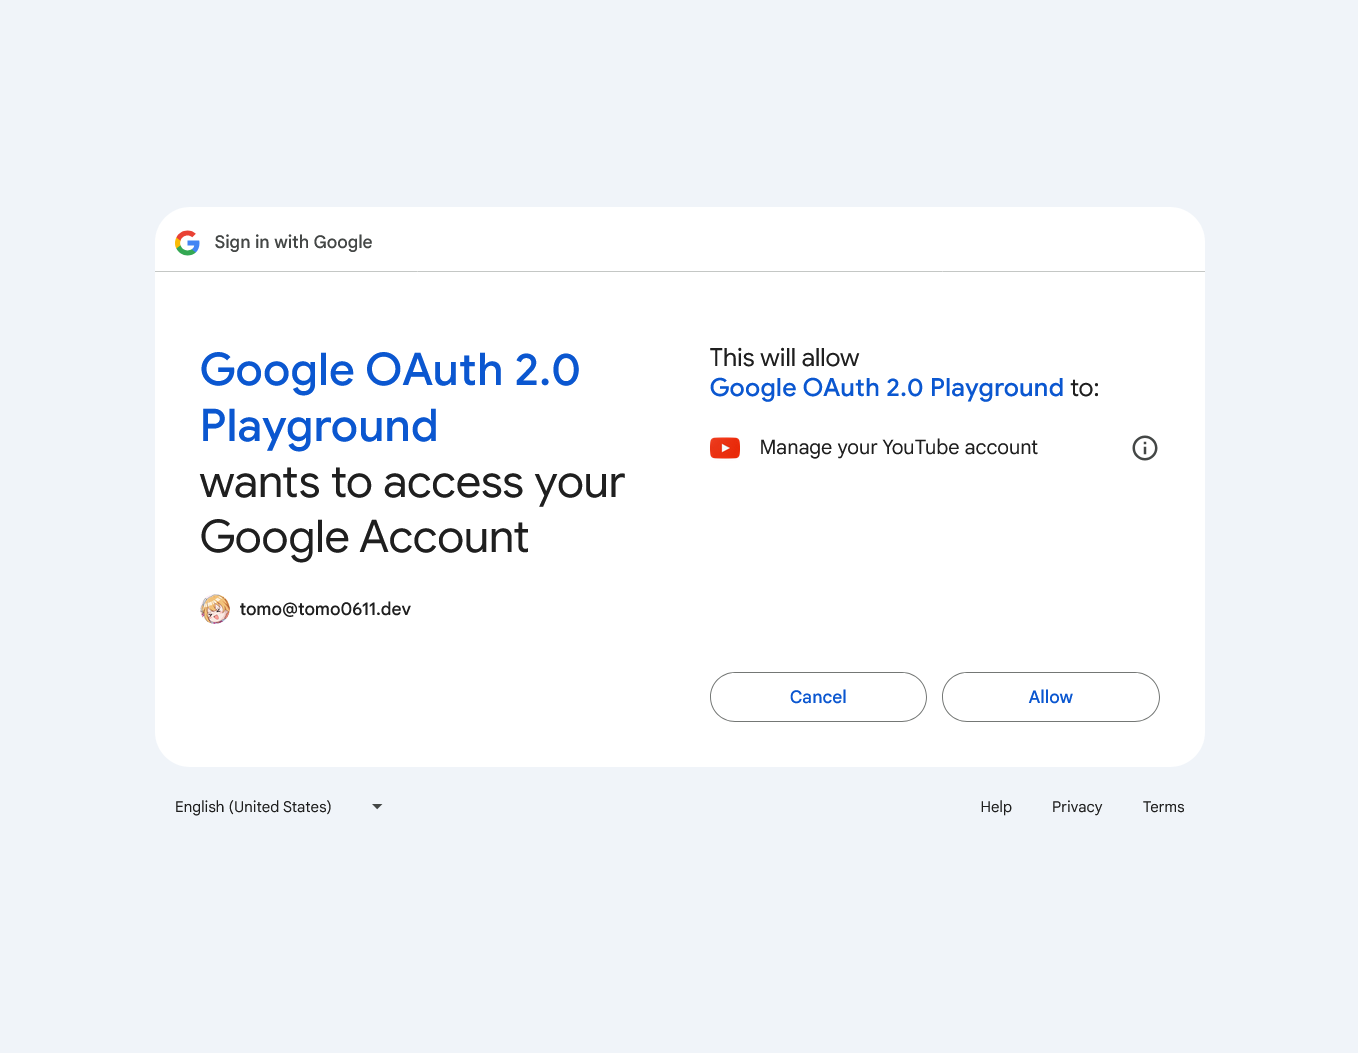 Sign in with Google
Google OAuth 2.0
Playground
wants to access your
Google Account
tomo@tomo0611.dev
This will allow
Google OAuth 2.0 Playground to:
Manage your YouTube account
Cancel
Allow
English (United States)
Help
Privacy
Terms